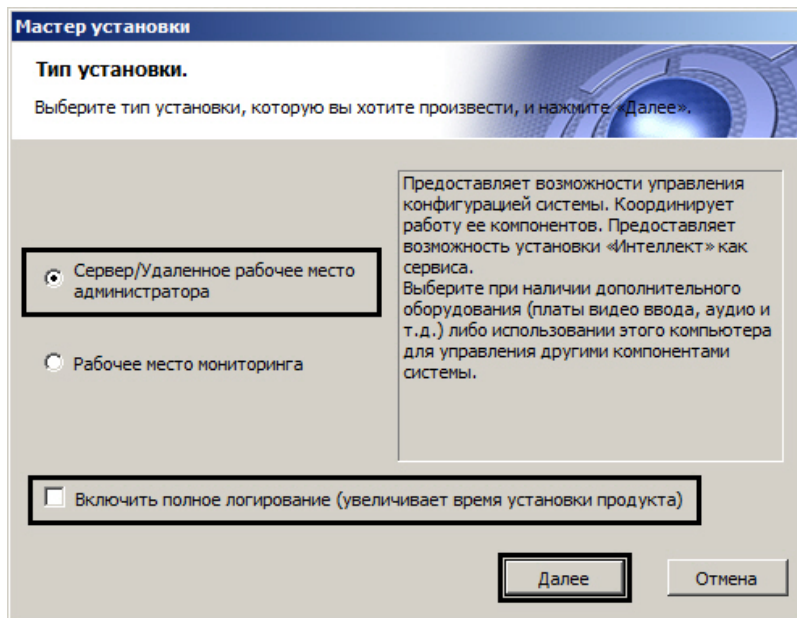 Мастер установки
Тип установки.
Выберите тип установки, которую вы хотите произвести, и нажмите «Далее».
Сервер/Удаленное рабочее место
администратора
Рабочее место мониторинга
Предоставляет возможности управления
конфигурацией системы. Координирует
работу ее компонентов. Предоставляет
возможность установки «Интеллект» как
сервиса.
Выберите при наличии дополнительного
оборудования (платы видео ввода, аудио и
т.д.) либо использовании этого компьютера
для управления другими компонентами
системы.
Включить полное логирование (увеличивает время установки продукта)
Далее
Отмена